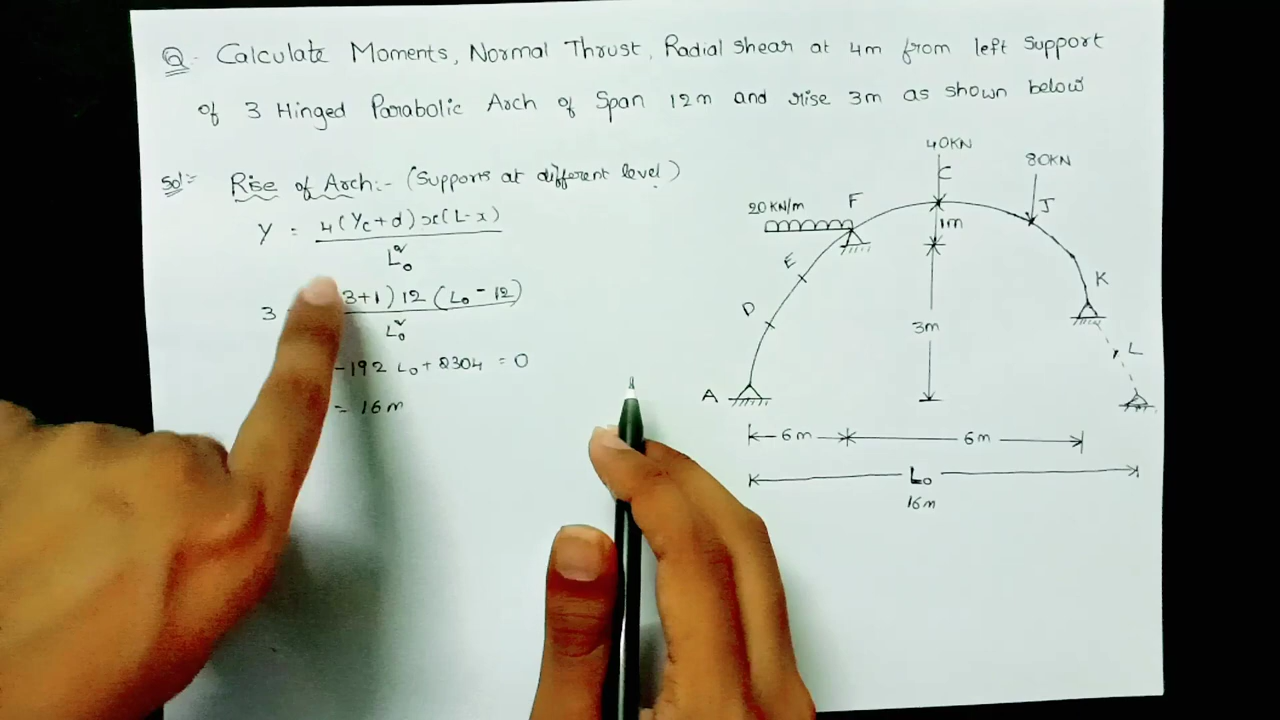 Q. Calculate Moments, Normal Thrust, Radial shear at 4m from left support
of 3 Hinged Parabolic Arch of Span 12m and rise 3m as shown below
Sol:- Rise of Arch:- (Supports at different level)
Y = 4(Yc+d)x(L-x)
L₀²
3 3+1) 12 (L₀ - 12)
L₀²
-192 L₀ + 2304 = 0
= 16m
40KN
C
80KN
J
20 KN/m
F
1m
E
K
D
3m
L
A
6m
6m
L₀
16m